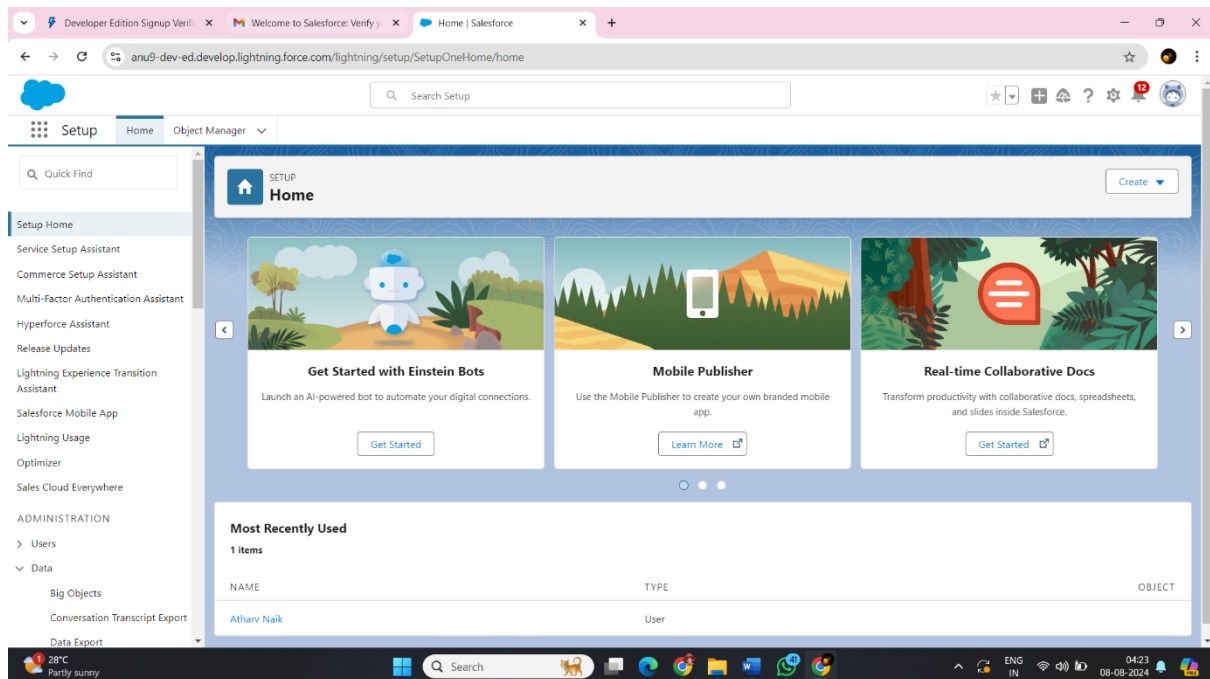 Developer Edition Signup Verifi
Welcome to Salesforce: Verify y
Home | Salesforce
anu9-dev-ed.develop.lightning.force.com/lightning/setup/SetupOneHome/home
Search Setup
12
Setup
Home
Object Manager
Quick Find
Setup Home
Service Setup Assistant
Commerce Setup Assistant
Multi-Factor Authentication Assistant
Hyperforce Assistant
Release Updates
Lightning Experience Transition
Assistant
Salesforce Mobile App
Lightning Usage
Optimizer
Sales Cloud Everywhere
ADMINISTRATION
Users
Data
Big Objects
Conversation Transcript Export
Data Export
SETUP
Home
Create
Get Started with Einstein Bots
Launch an AI-powered bot to automate your digital connections.
Get Started
Mobile Publisher
Use the Mobile Publisher to create your own branded mobile
app.
Learn More
Real-time Collaborative Docs
Transform productivity with collaborative docs, spreadsheets,
and slides inside Salesforce.
Get Started
Most Recently Used
1 items
NAME
TYPE
OBJECT
Atharv Naik
User
1
28°C
Partly sunny
Search
41
ENG
IN
04:23
08-08-2024